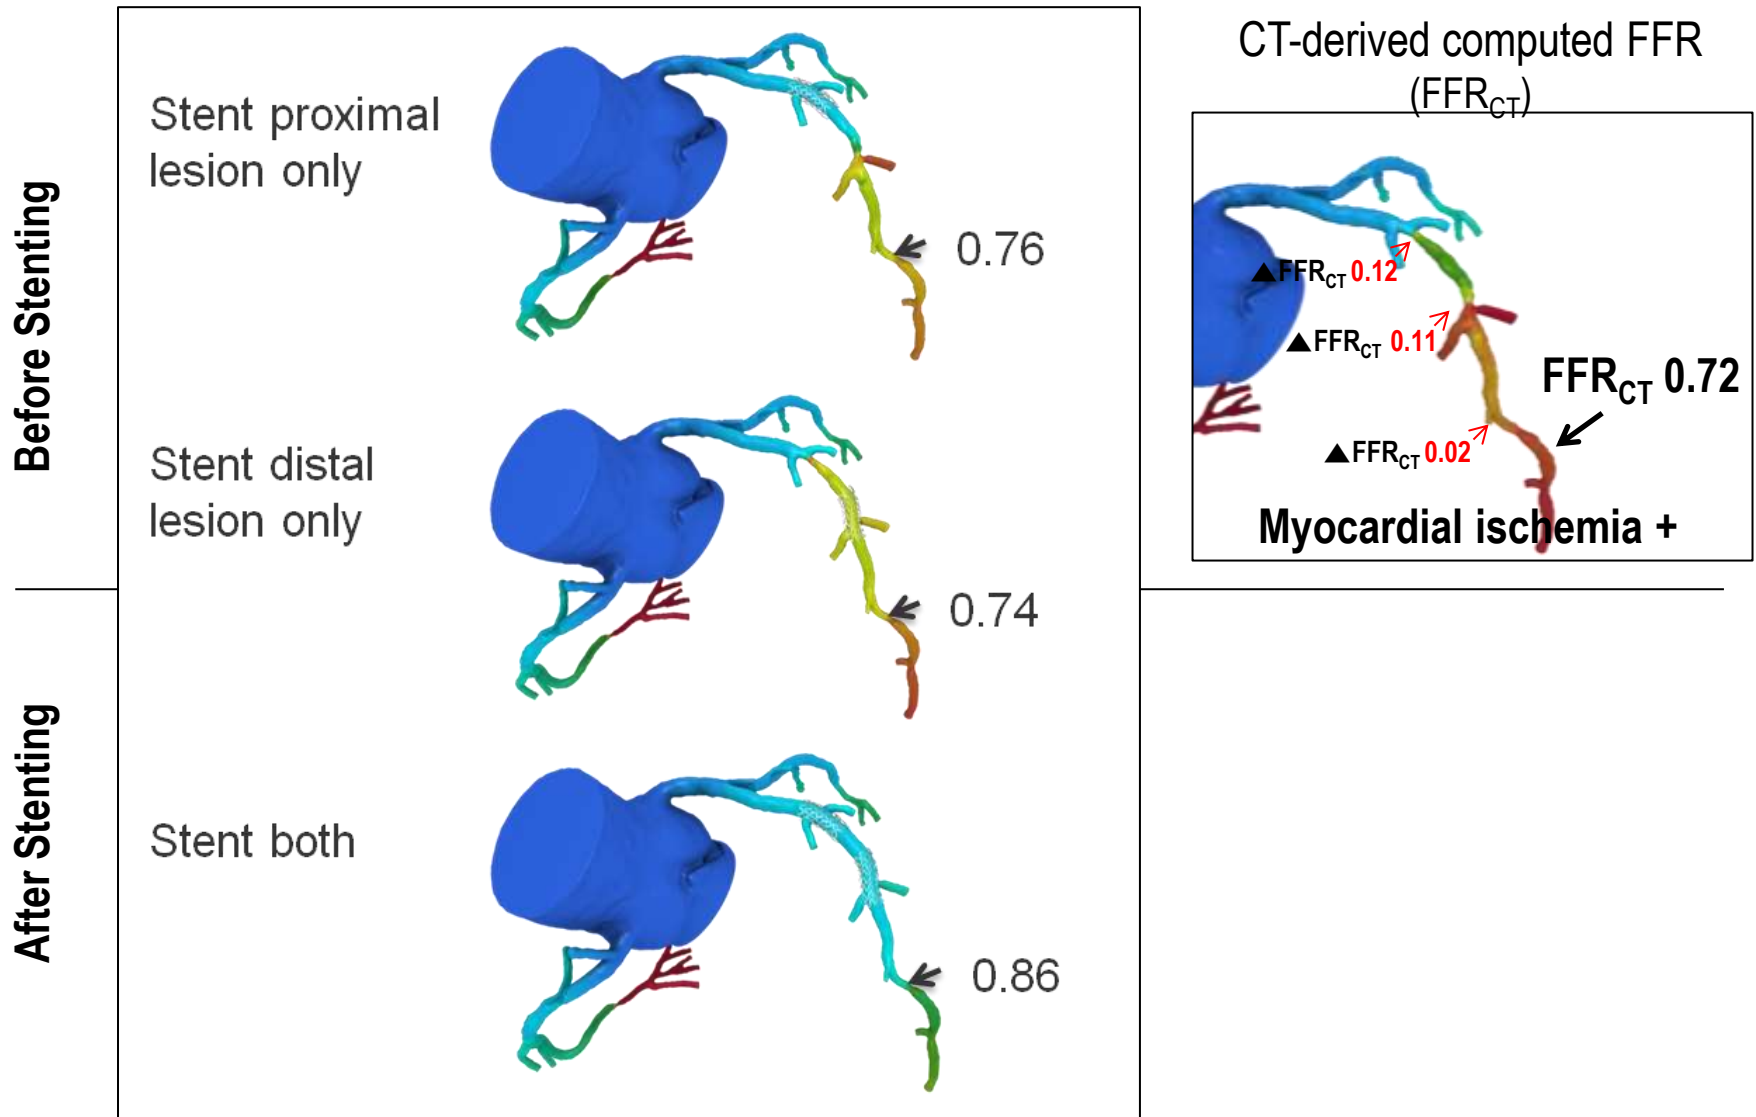 Before Stenting
After Stenting
Stent proximal
lesion only
0.76
Stent distal
lesion only
0.74
Stent both
0.86
CT-derived computed FFR
(FFRCT)
▲FFRCT 0.12
▲FFRCT 0.11
FFRCT 0.72
▲FFRCT 0.02
Myocardial ischemia +